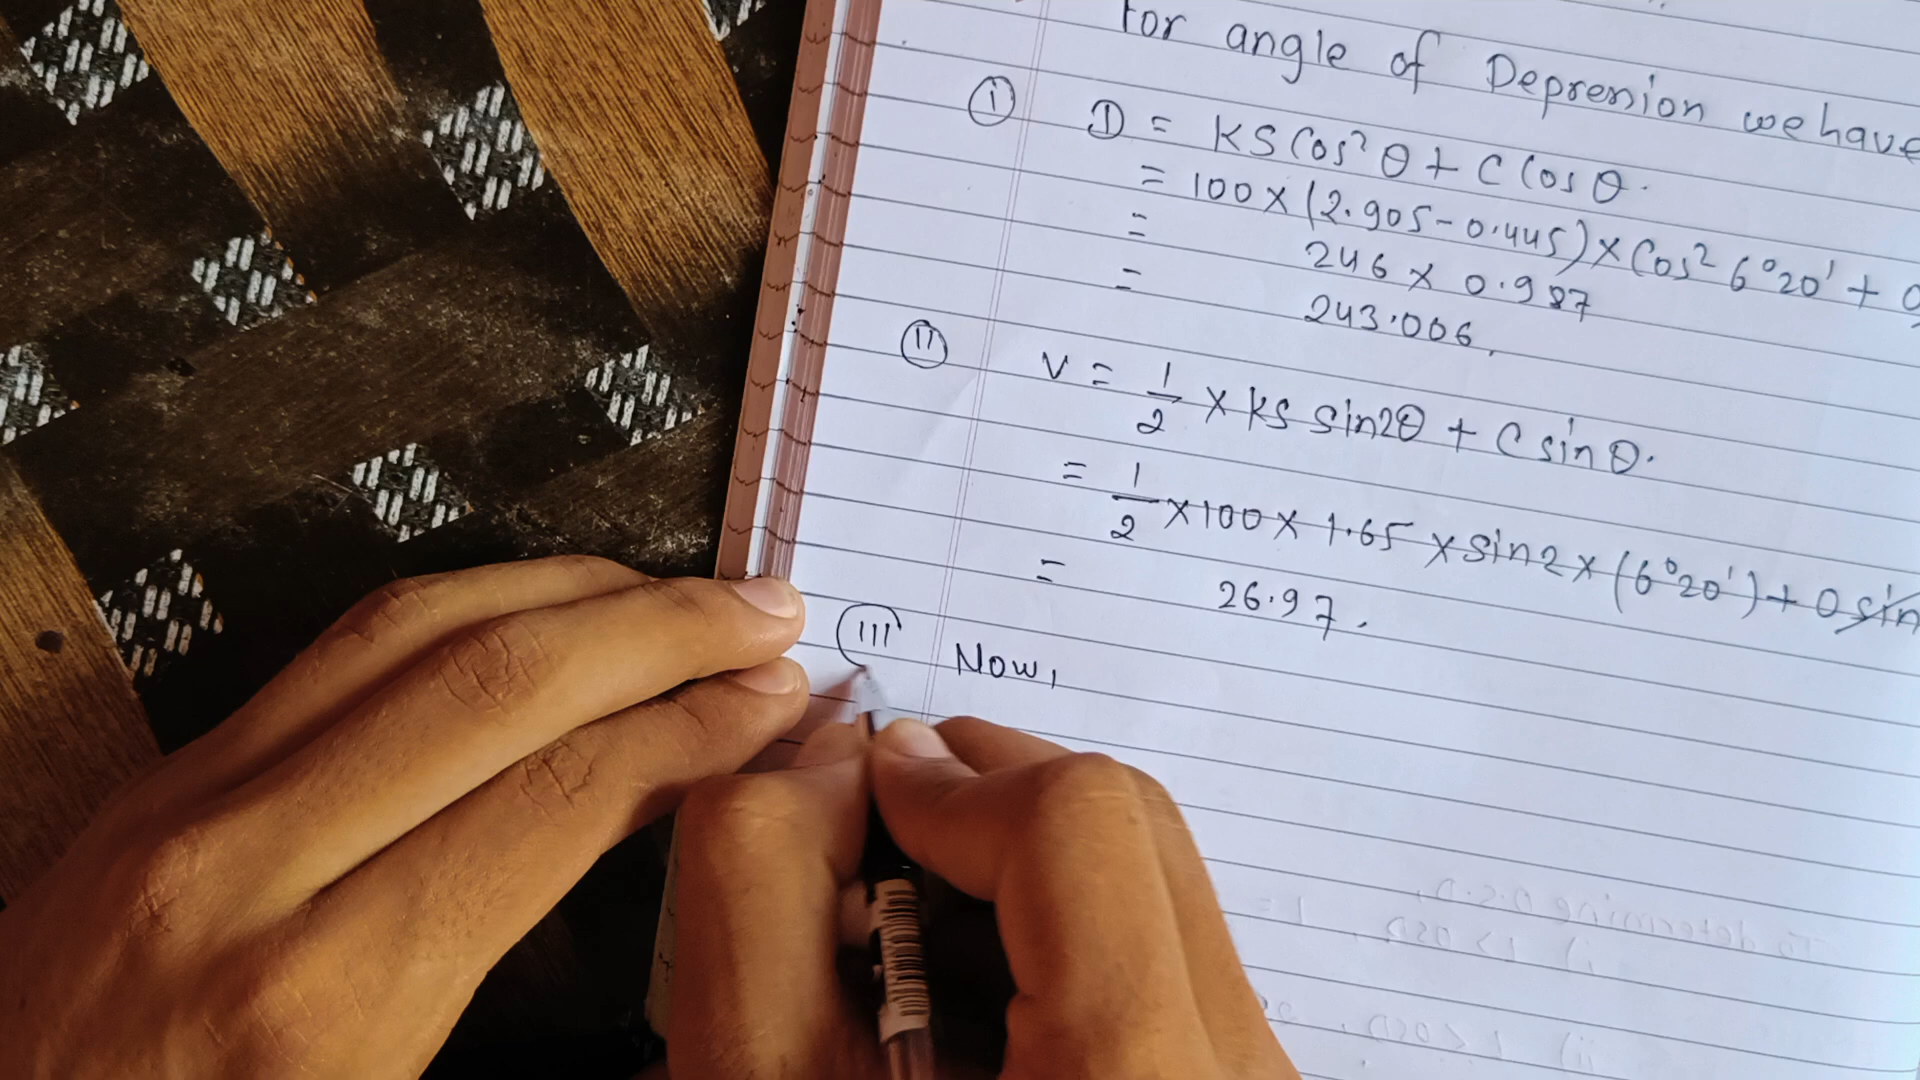 For angle of Depression we have
(i) D = KS Cos² θ + C Cos θ.
= 100 × (2.905 - 0.445) × Cos² 6°20' + 0
= 246 × 0.987
= 243.006.
(ii) V = 1/2 × KS Sin2θ + C sin θ.
= 1/2 × 100 × 1.65 × Sin2 × (6°20') + 0 sin
= 26.97.
(iii) Now,